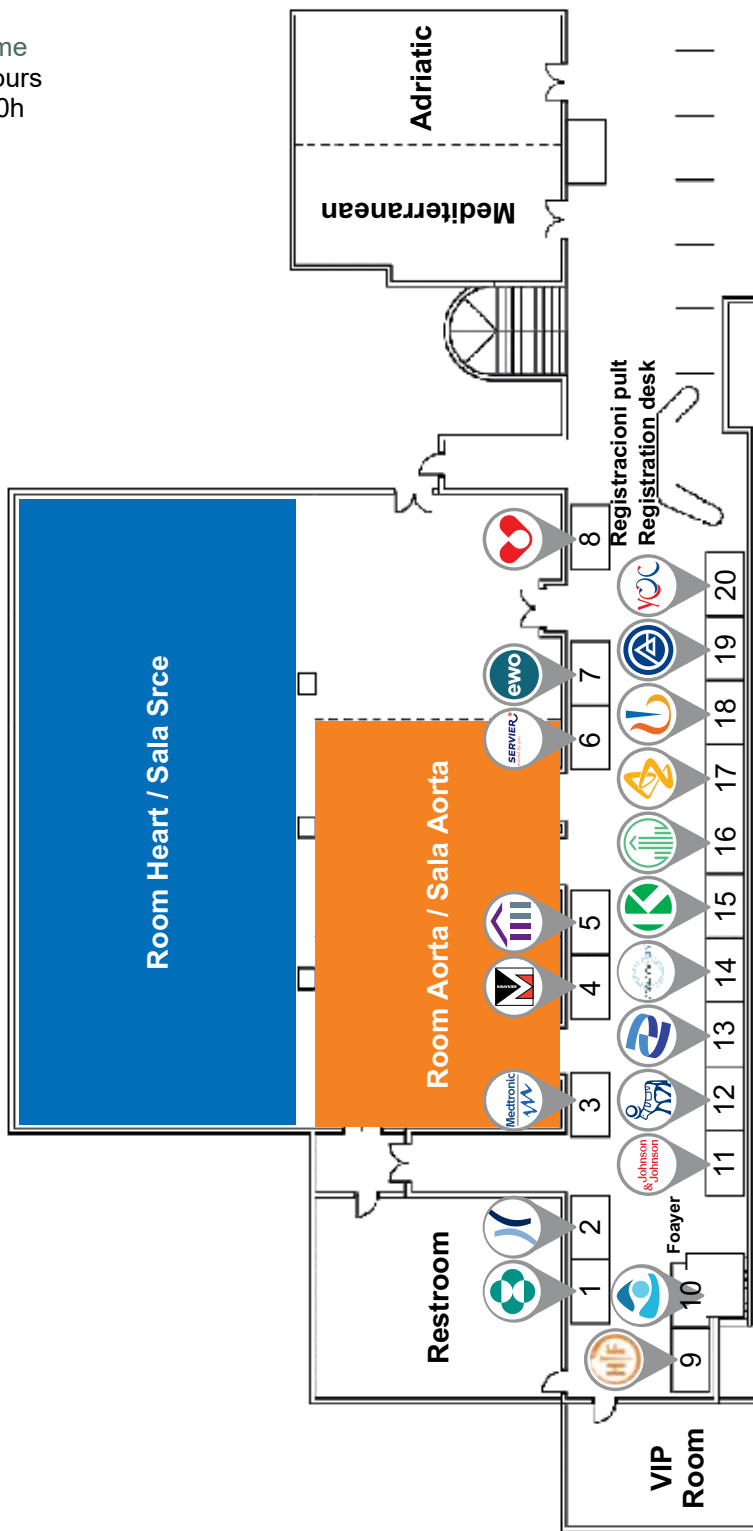 me
ours
0h
Adriatic
Mediterranean
Registracioni pult
Registration desk
Room Heart / Sala Srce
Room Aorta / Sala Aorta
Restroom
Foayer
VIP
Room
1
2
3
4
5
6
7
8
9
10
11
12
13
14
15
16
17
18
19
20
Medtronic
SERVIER
ewo
Johnson
&Johnson
HTF
YCC